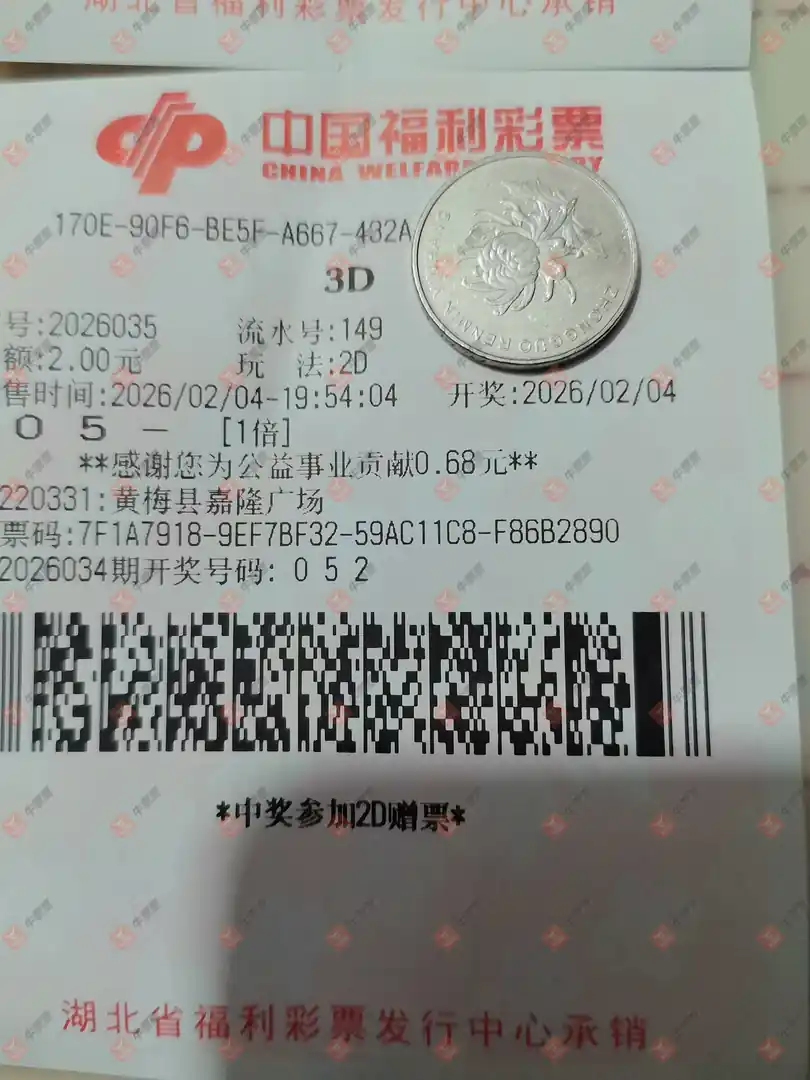 湖北省福利彩票发行中心承销
中国福利彩票
CHINA WELFARE
170E-90F6-BE5F-A667-432A
3D
号:2026035 流水号:149
额:2.00元 玩 法:2D
售时间:2026/02/04-19:54:04 开奖:2026/02/04
0 5 — [1倍]
**感谢您为公益事业贡献0.68元**
220331:黄梅县嘉隆广场
票码:7F1A7918-9EF7BF32-59AC11C8-F86B2890
2026034期开奖号码: 0 5 2
*中奖参加2D赠票*
湖北省福利彩票发行中心承销